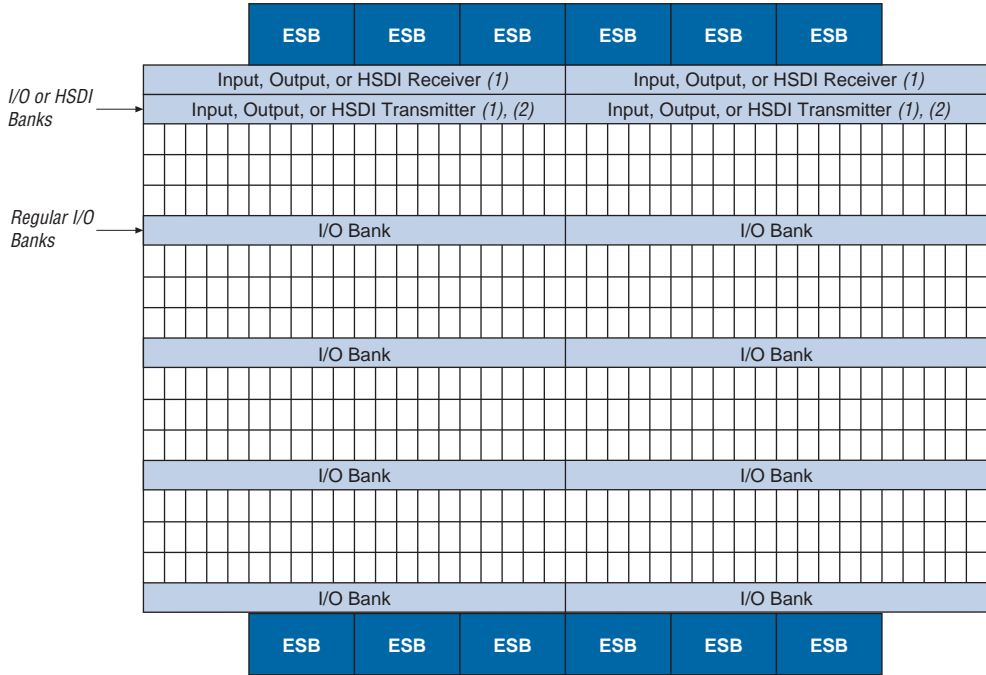 ESB ESB ESB ESB ESB ESB
Input, Output, or HSDI Receiver (1) Input, Output, or HSDI Receiver (1)
I/O or HSDI
Banks
Input, Output, or HSDI Transmitter (1), (2) Input, Output, or HSDI Transmitter (1), (2)
Regular I/O
Banks
I/O Bank I/O Bank
I/O Bank I/O Bank
I/O Bank I/O Bank
I/O Bank I/O Bank
ESB ESB ESB ESB ESB ESB